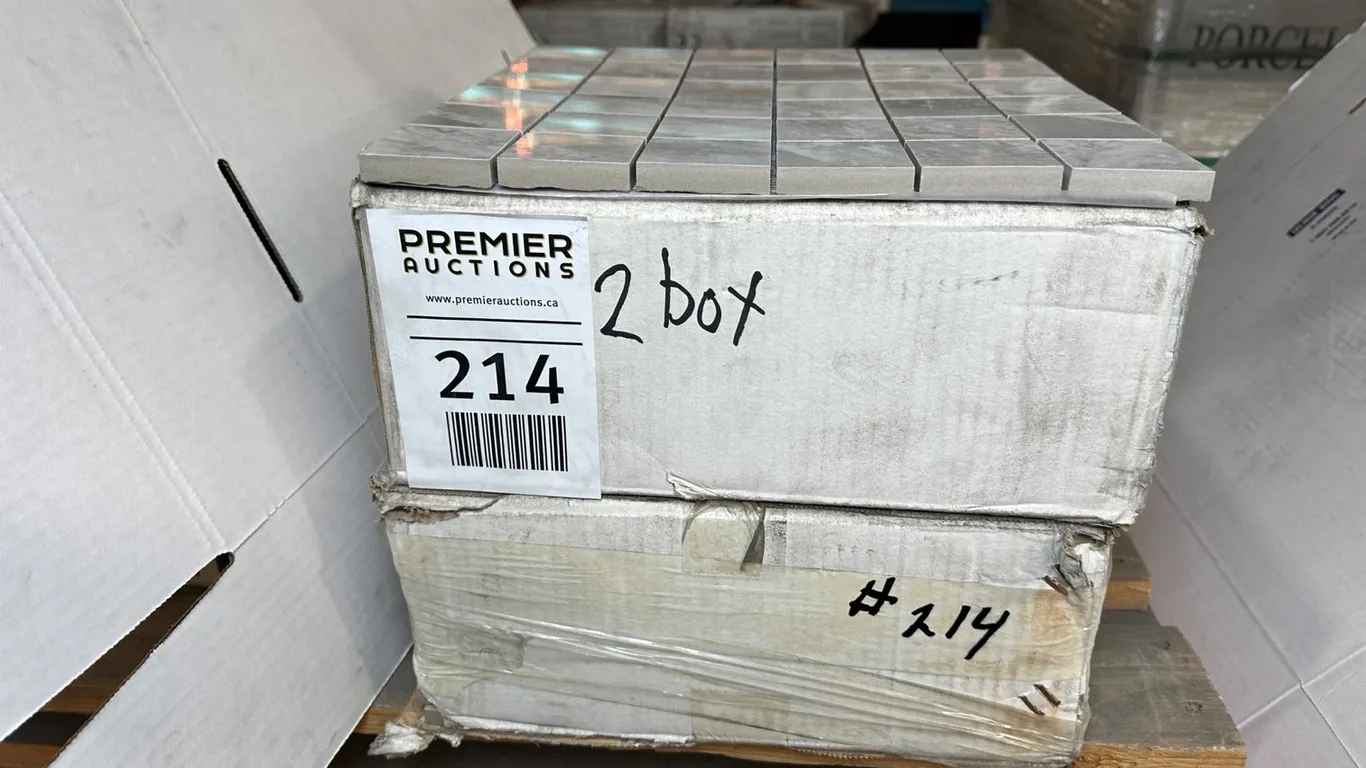 PORCEL
PREMIER
AUCTIONS
www.premierauctions.ca
214
2 box
#214